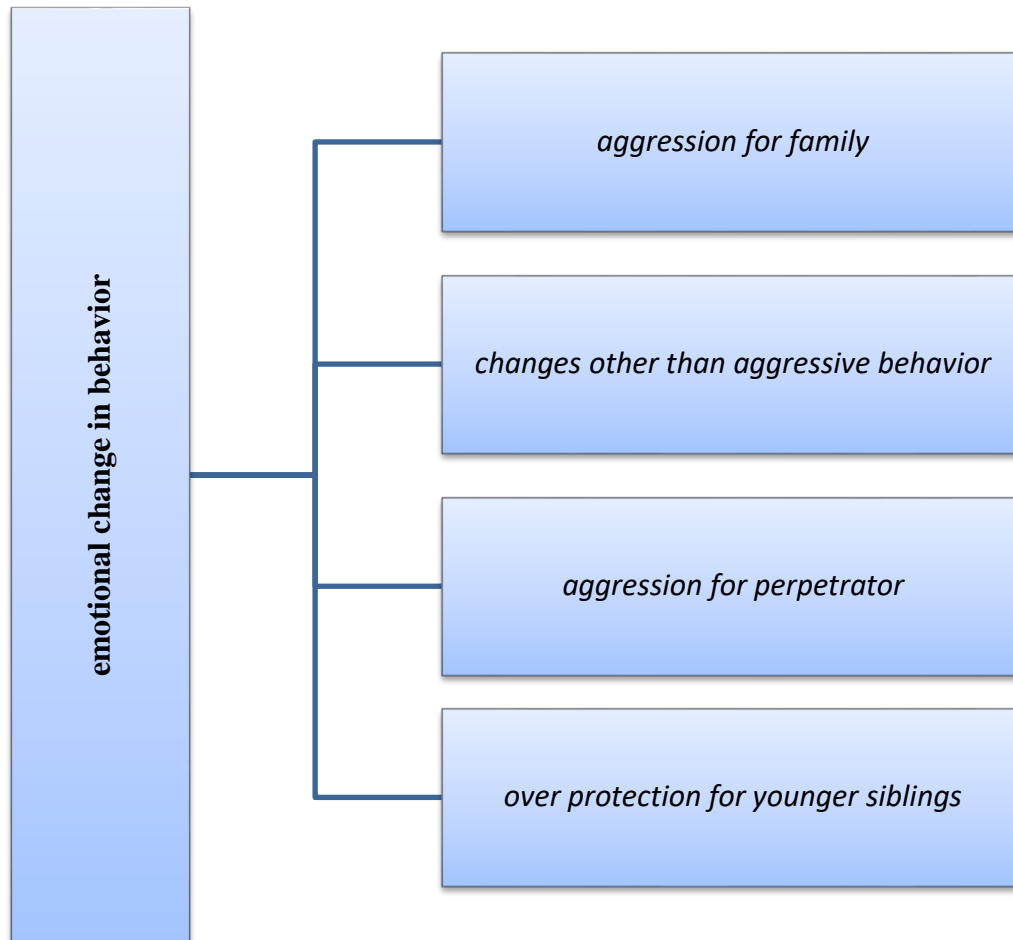 emotional change in behavior
aggression for family
changes other than aggressive behavior
aggression for perpetrator
over protection for younger siblings